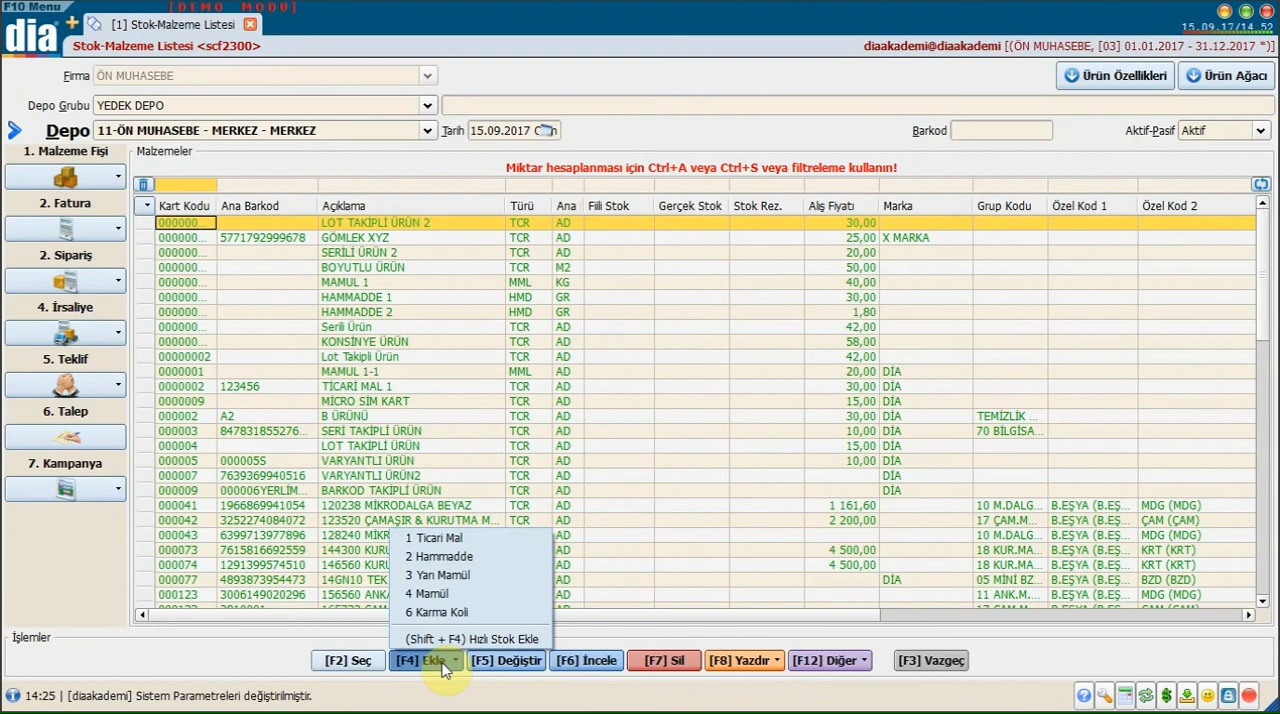 F10 Menu
[DEMO MODU]
dia
[1] Stok-Malzeme Listesi
15.09.17/14 52
Stok-Malzeme Listesi <scf2300>
diaakademi@diaakademi [(ÖN MUHASEBE, [03] 01.01.2017 - 31.12.2017 *)]
Firma ÖN MUHASEBE
Ürün Özellikleri Ürün Ağacı
Depo Grubu YEDEK DEPO
Depo 11-ÖN MUHASEBE - MERKEZ - MERKEZ Tarih 15.09.2017 Barkod Aktif-Pasif Aktif
1. Malzeme Fişi
2. Fatura
2. Sipariş
4. İrsaliye
5. Teklif
6. Talep
7. Kampanya
Malzemeler
Miktar hesaplanması için Ctrl+A veya Ctrl+S veya filtreleme kullanın!
Kart Kodu Ana Barkod Açıklama Türü Ana Fiili Stok Gerçek Stok Stok Rez. Alış Fiyatı Marka Grup Kodu Özel Kod 1 Özel Kod 2
000000... LOT TAKİPLİ ÜRÜN 2 TCR AD 30,00
000000... 5771792999678 GÖMLEK XYZ TCR AD 25,00 X MARKA
000000... SERİLİ ÜRÜN 2 TCR AD 20,00
000000... BOYUTLU ÜRÜN TCR M2 50,00
000000... MAMUL 1 MML KG 40,00
000000... HAMMADDE 1 HMD GR 30,00
000000... HAMMADDE 2 HMD GR 1,80
000000... Serili Ürün TCR AD 42,00
000000... KONSİNYE ÜRÜN TCR AD 58,00
00000002 Lot Takipli Ürün TCR AD 42,00
0000001 MAMUL 1-1 MML AD 20,00 DİA
0000002 123456 TİCARİ MAL 1 TCR AD 30,00 DİA
0000009 MİCRO SİM KART TCR AD 15,00 DİA
000002 A2 B ÜRÜNÜ TCR AD 30,00 DİA TEMİZLİK ...
000003 847831855276... SERİ TAKİPLİ ÜRÜN TCR AD 10,00 DİA 70 BİLGİSA...
000004 LOT TAKİPLİ ÜRÜN TCR AD 15,00 DİA
000005 000005S VARYANTLI ÜRÜN TCR AD 10,00 DİA
000007 7639369940516 VARYANTLI ÜRÜN2 TCR AD DİA
000009 000006YERLİM... BARKOD TAKİPLİ ÜRÜN TCR AD DİA
000041 1966869941054 120238 MİKRODALGA BEYAZ TCR AD 1 161,60 10 M.DALG... B.EŞYA (B.EŞ... MDG (MDG)
000042 3252274084072 123520 ÇAMAŞIR & KURUTMA M... TCR AD 2 200,00 17 ÇAM.M... B.EŞYA (B.EŞ... ÇAM (ÇAM)
000043 6399713977896 128240 MİKR AD 10 M.DALG... B.EŞYA (B.EŞ... MDG (MDG)
000073 7615816692559 144300 KURU AD 4 500,00 18 KUR.MA... B.EŞYA (B.EŞ... KRT (KRT)
000074 1291399574510 146560 KURU AD 4 500,00 18 KUR.MA... B.EŞYA (B.EŞ... KRT (KRT)
000077 4893873954473 14GN10 TEK AD DİA 05 MİNİ BZ... B.EŞYA (B.EŞ... BZD (BZD)
000123 3006149020296 156560 ANKA AD 11 ANK.M... B.EŞYA (B.EŞ...
1 Ticari Mal
2 Hammadde
3 Yarı Mamül
4 Mamül
6 Karma Koli
(Shift + F4) Hızlı Stok Ekle
İşlemler
[F2] Seç [F4] Ekle [F5] Değiştir [F6] İncele [F7] Sil [F8] Yazdır [F12] Diğer [F3] Vazgeç
14:25 | [diaakademi] Sistem Parametreleri değiştirilmiştir.